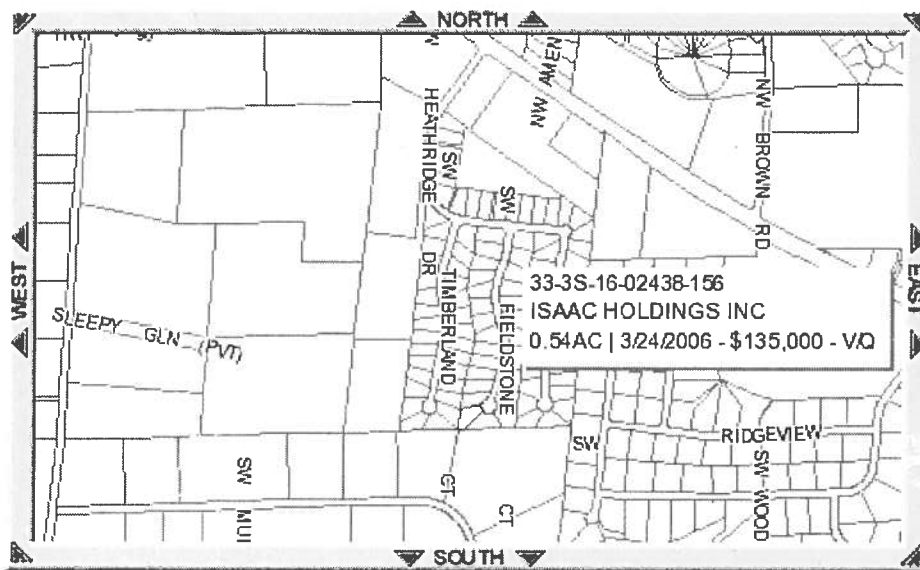 NORTH
NW AMEN
HEATHRIDGE DR
SW
SW
NW BROWN RD
WEST
EAST
TIMBERLAND CT
FIELDSTONE CT
33-3S-16-02438-156
ISAAC HOLDINGS INC
0.54AC | 3/24/2006 - $135,000 - V/Q
SLEEPY GLN (PVT)
SW RIDGEVIEW
SW WOOD
SW MUI
SOUTH